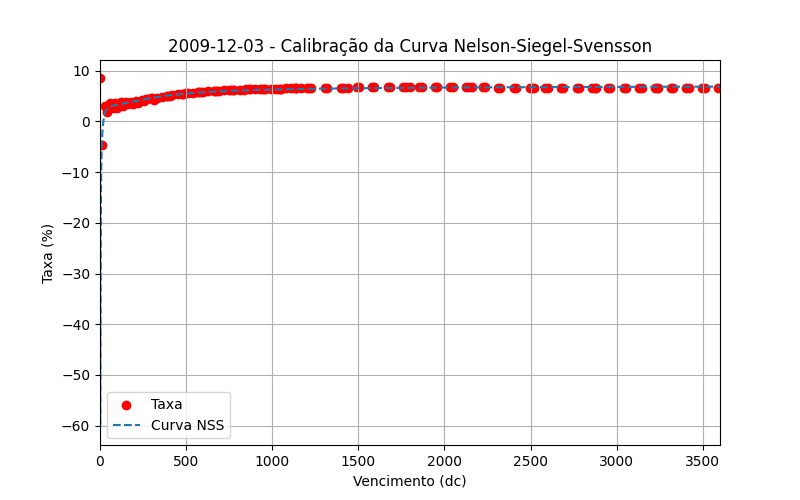 2009-12-03 - Calibração da Curva Nelson-Siegel-Svensson
Taxa (%)
10
0
−10
−20
−30
−40
−50
−60
Taxa
Curva NSS
0 500 1000 1500 2000 2500 3000 3500
Vencimento (dc)